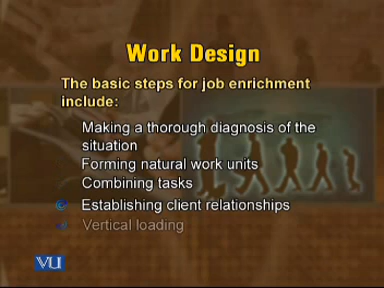 Work Design
The basic steps for job enrichment
include:
Making a thorough diagnosis of the
situation
Forming natural work units
Combining tasks
Establishing client relationships
Vertical loading
VU